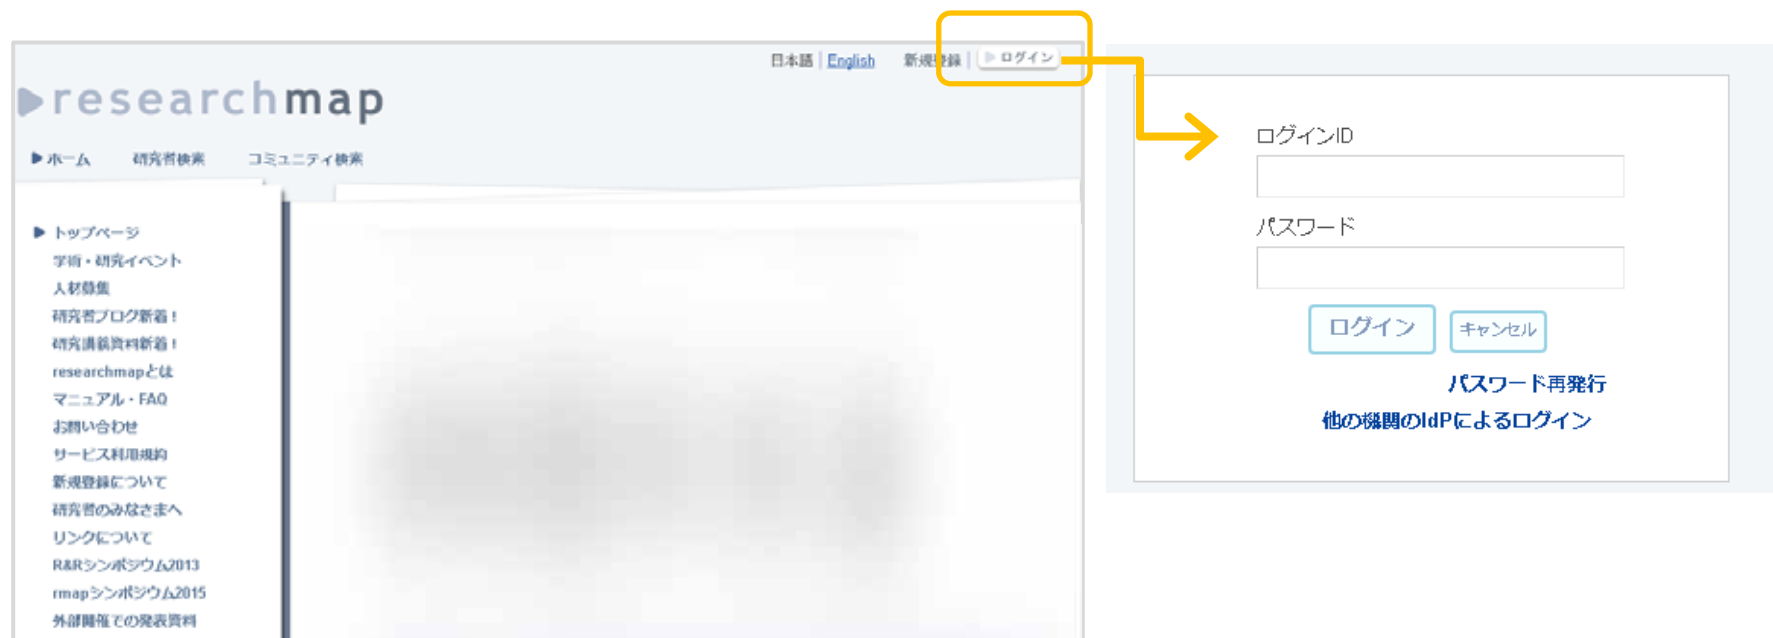 日本語 | English 新規登録 | ▶ログイン
researchmap
▶ホーム 研究者検索 コミュニティ検索
▶ トップページ
学術・研究イベント
人材募集
研究者ブログ新着!
研究講義資料新着!
researchmapとは
マニュアル・FAQ
お問い合わせ
サービス利用規約
新規登録について
研究者のみなさまへ
リンクについて
R&Rシンポジウム2013
rmapシンポジウム2015
外部開催での発表資料
ログインID
パスワード
ログイン キャンセル
パスワード再発行
他の機関のIdPによるログイン